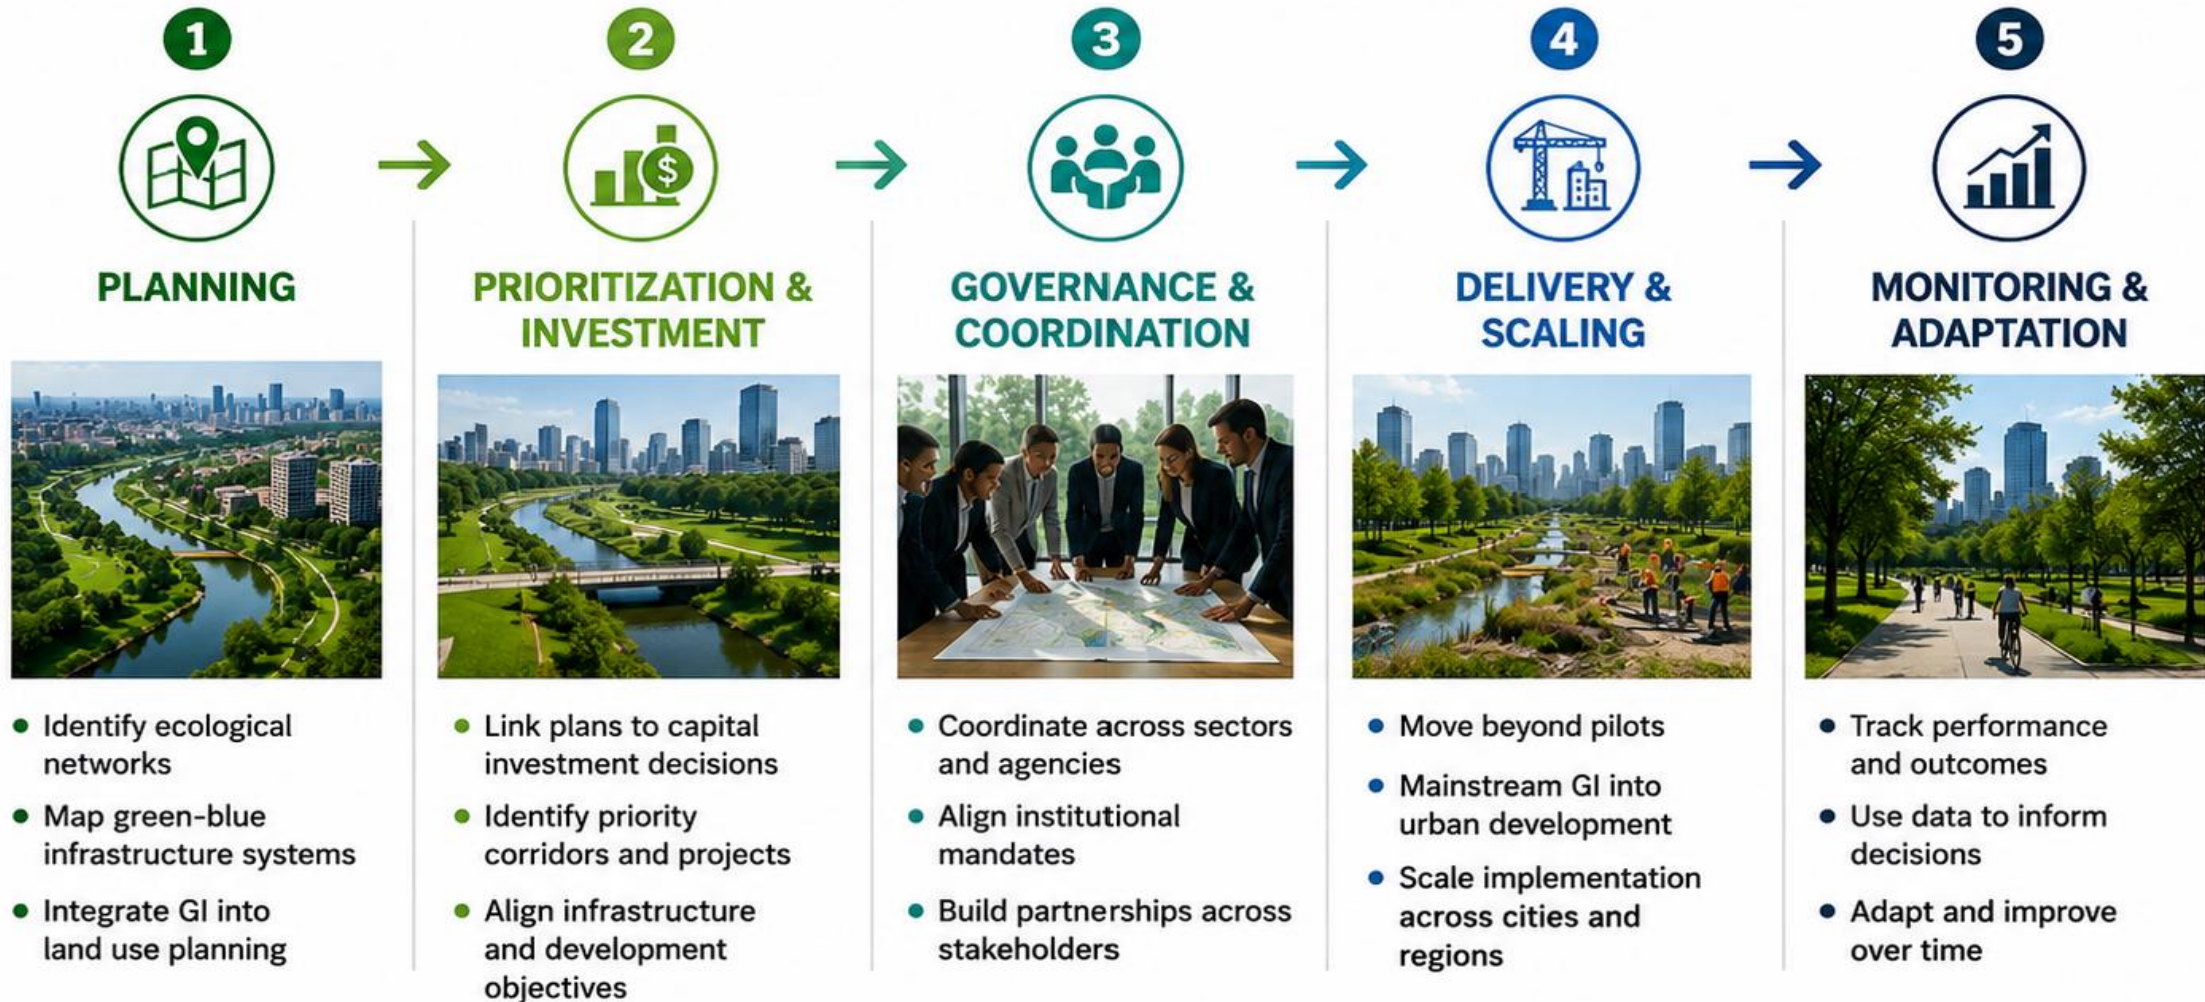 1
PLANNING
• Identify ecological
networks
• Map green-blue
infrastructure systems
• Integrate GI into
land use planning
2
$
PRIORITIZATION &
INVESTMENT
• Link plans to capital
investment decisions
• Identify priority
corridors and projects
• Align infrastructure
and development
objectives
3
GOVERNANCE &
COORDINATION
• Coordinate across sectors
and agencies
• Align institutional
mandates
• Build partnerships across
stakeholders
4
DELIVERY &
SCALING
• Move beyond pilots
• Mainstream GI into
urban development
• Scale implementation
across cities and
regions
5
MONITORING &
ADAPTATION
• Track performance
and outcomes
• Use data to inform
decisions
• Adapt and improve
over time